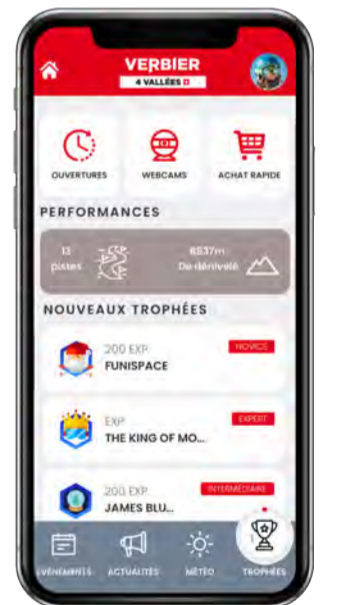 VERBIER
4 VALLÉES
OUVERTURES
WEBCAMS
ACHAT RAPIDE
PERFORMANCES
13
pistes
8537m
De dénivelé
NOUVEAUX TROPHÉES
200 EXP
NOVICE
FUNISPACE
EXP
EXPERT
THE KING OF MO...
200 EXP
INTERMÉDIAIRE
JAMES BLU...
ÉVÉNEMENTS
ACTUALITÉS
MÉTÉO
TROPHÉES